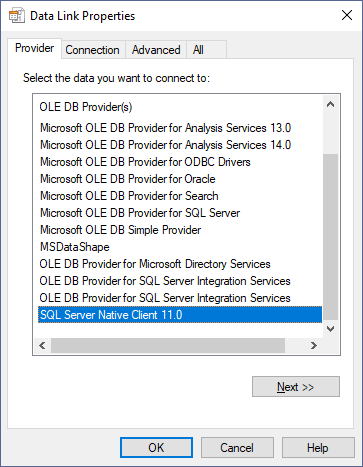 Data Link Properties
Provider Connection Advanced All
Select the data you want to connect to:
OLE DB Provider(s)
Microsoft OLE DB Provider for Analysis Services 13.0
Microsoft OLE DB Provider for Analysis Services 14.0
Microsoft OLE DB Provider for ODBC Drivers
Microsoft OLE DB Provider for Oracle
Microsoft OLE DB Provider for Search
Microsoft OLE DB Provider for SQL Server
Microsoft OLE DB Simple Provider
MSDataShape
OLE DB Provider for Microsoft Directory Services
OLE DB Provider for SQL Server Integration Services
OLE DB Provider for SQL Server Integration Services
SQL Server Native Client 11.0
Next >>
OK Cancel Help